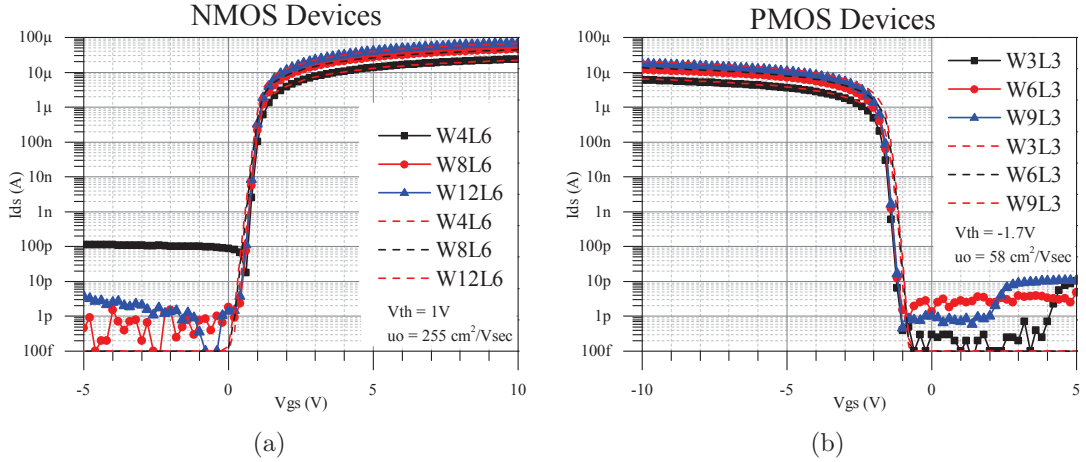 NMOS Devices
100μ
10μ
1μ
100n
10n
1n
100p
10p
1p
100f
Ids (A)
W4L6
W8L6
W12L6
W4L6
W8L6
W12L6
Vth = 1V
uo = 255 cm²/Vsec
-5 0 5 10
Vgs (V)
(a)
PMOS Devices
100μ
10μ
1μ
100n
10n
1n
100p
10p
1p
100f
Ids (A)
W3L3
W6L3
W9L3
W3L3
W6L3
W9L3
Vth = -1.7V
uo = 58 cm²/Vsec
-10 -5 0 5
Vgs (V)
(b)